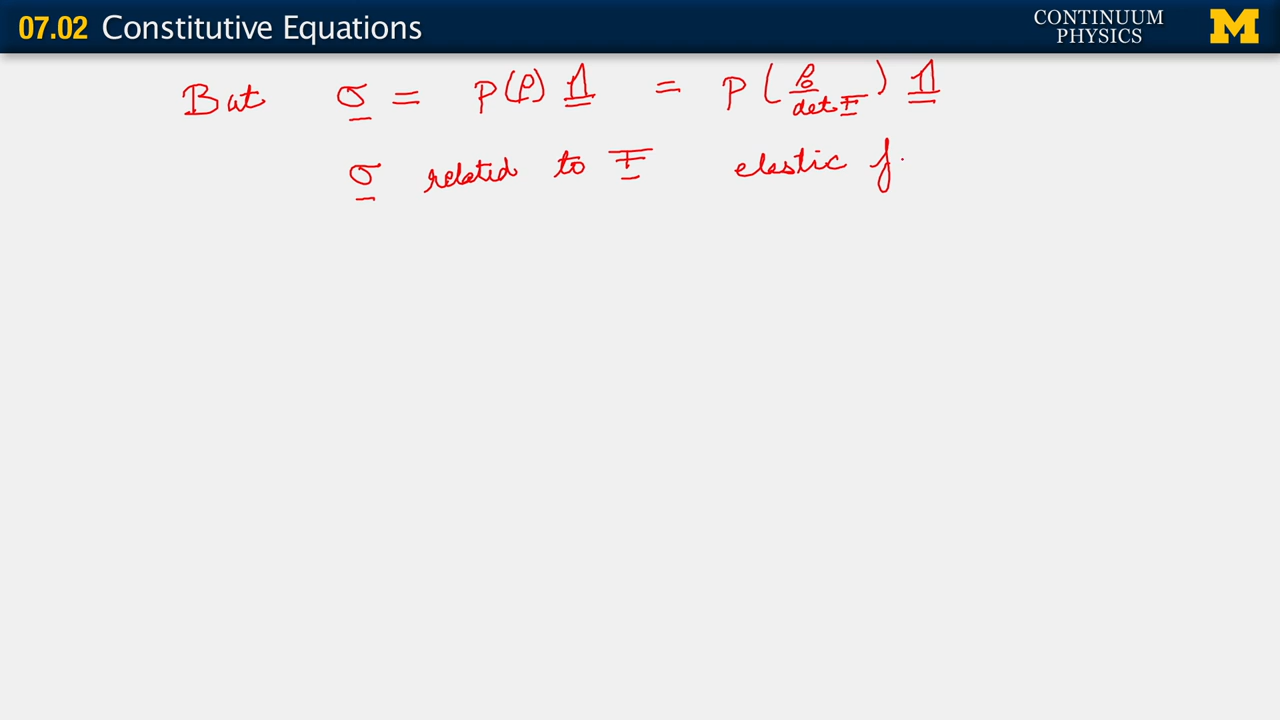 07.02 Constitutive Equations
CONTINUUM
PHYSICS
M
But σ = p(ρ) 𝟙 = p(ρ₀/det F) 𝟙
σ related to F elastic f